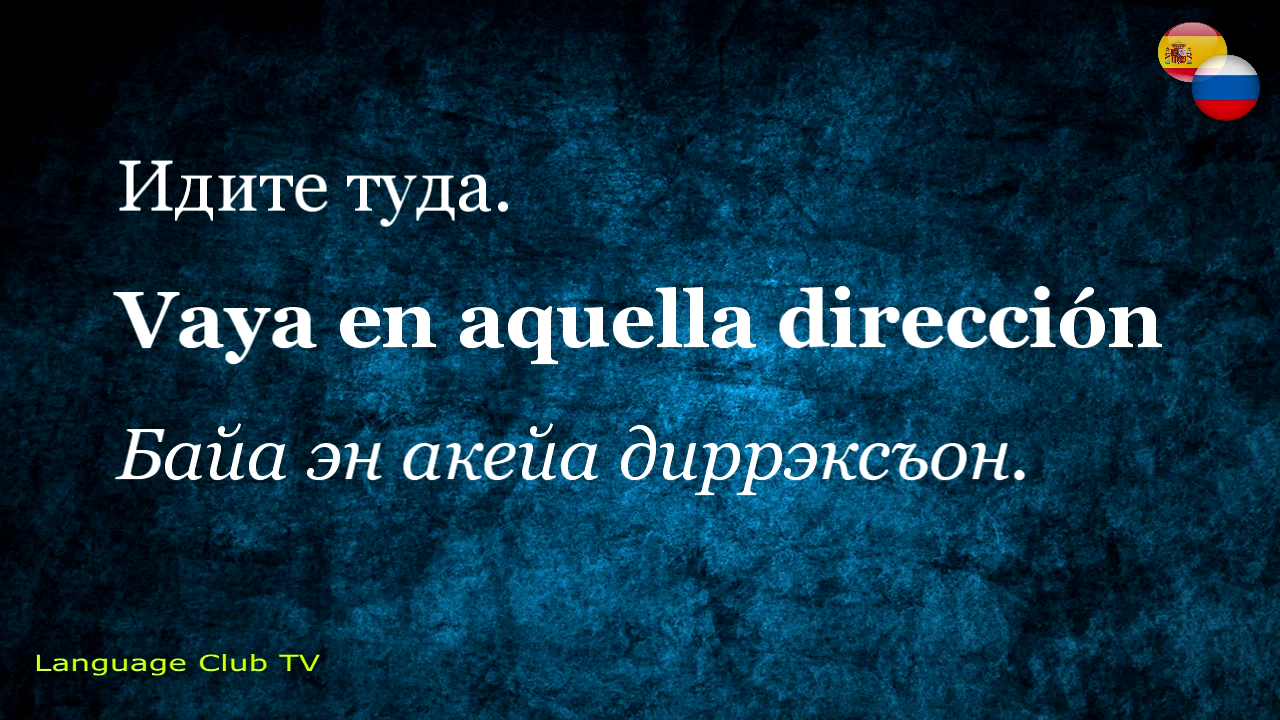 Идите туда.
Vaya en aquella dirección
Байа эн акейа диррэксъон.
Language Club TV